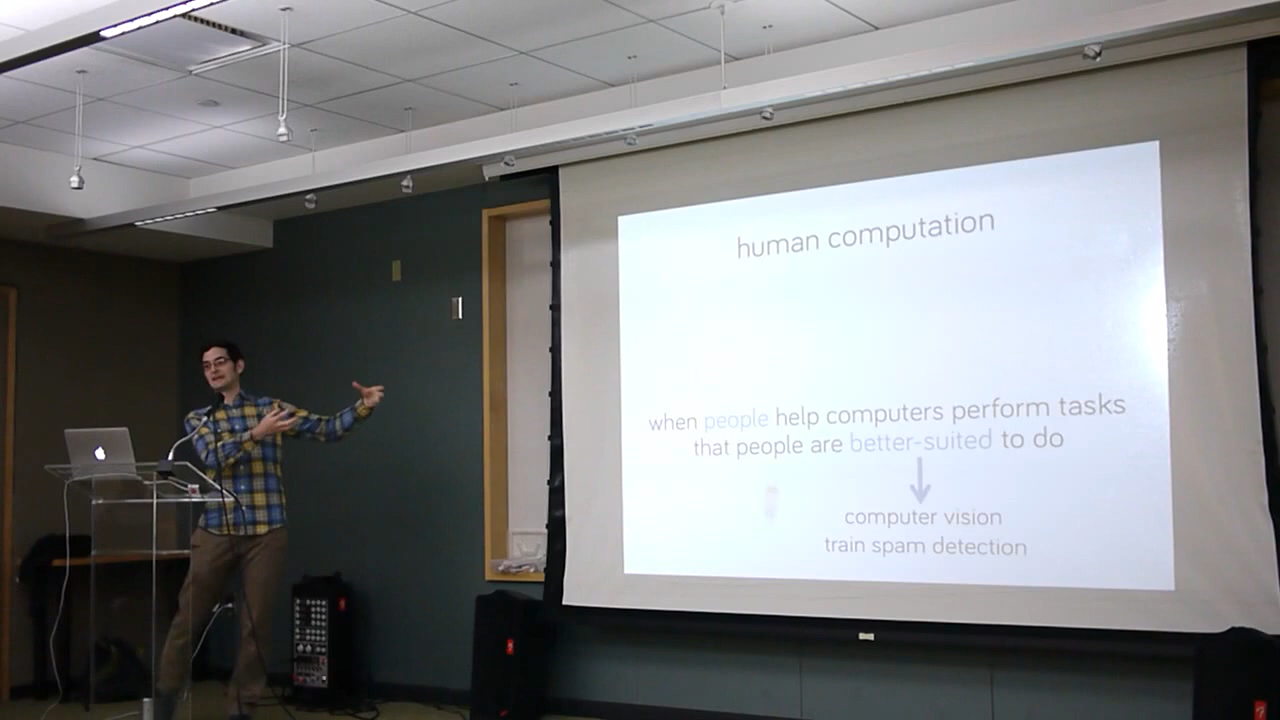 human computation
when people help computers perform tasks
that people are better-suited to do
computer vision
train spam detection